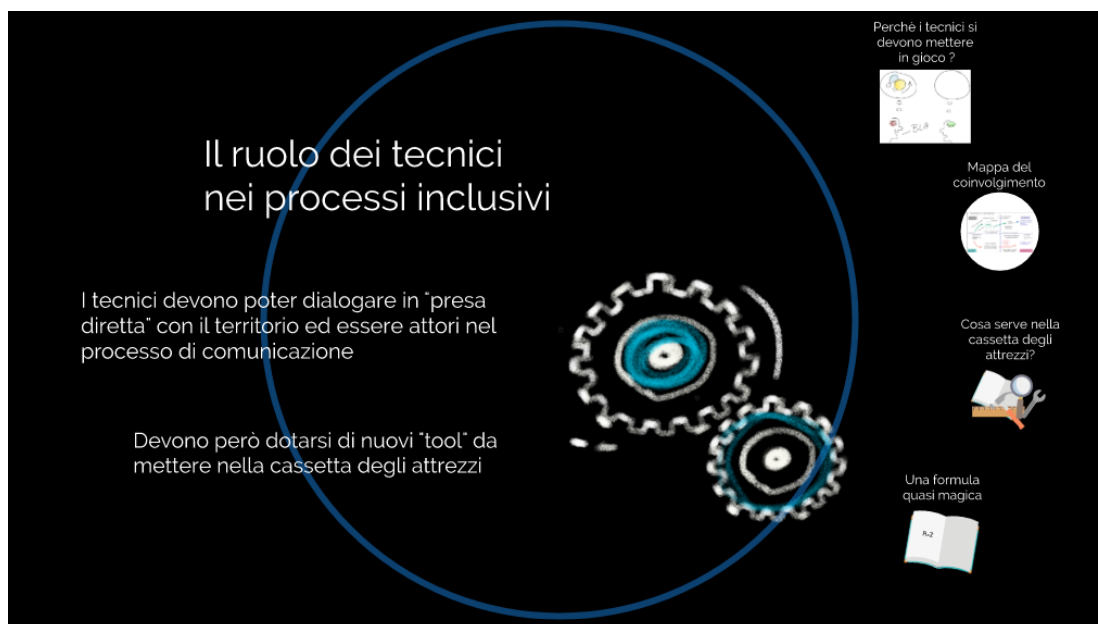 Il ruolo dei tecnici
nei processi inclusivi
I tecnici devono poter dialogare in "presa
diretta" con il territorio ed essere attori nel
processo di comunicazione
Devono però dotarsi di nuovi "tool" da
mettere nella cassetta degli attrezzi
Perchè i tecnici si
devono mettere
in gioco ?
BLA
Mappa del
coinvolgimento
Cosa serve nella
cassetta degli
attrezzi?
Una formula
quasi magica